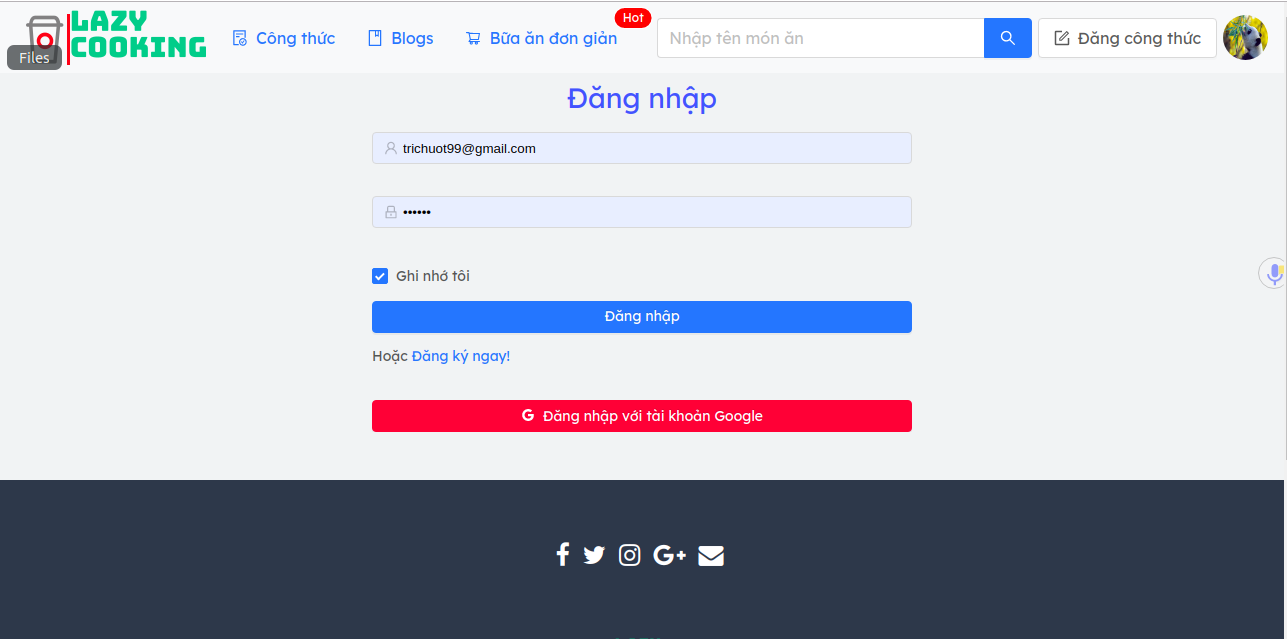 LAZY
COOKING
Files
Công thức
Blogs
Bữa ăn đơn giản
Hot
Nhập tên món ăn
Đăng công thức
Đăng nhập
trichuot99@gmail.com
••••••
Ghi nhớ tôi
Đăng nhập
Hoặc Đăng ký ngay!
G Đăng nhập với tài khoản Google
G+